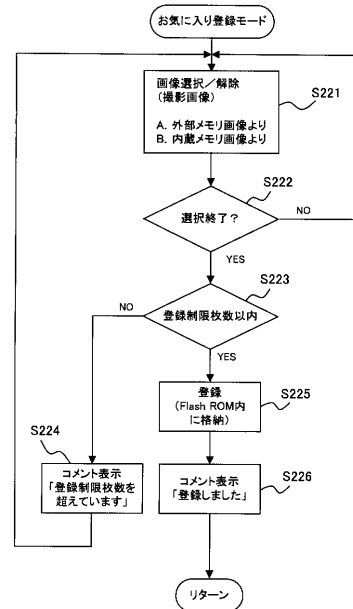 お気に入り登録モード
画像選択／解除
(撮影画像)
A. 外部メモリ画像より
B. 内蔵メモリ画像より
S221
S222
選択終了？
NO
YES
S223
NO
登録制限枚数以内
YES
登録
(Flash ROM内
に格納)
S225
S224
コメント表示
「登録制限枚数を
超えています」
コメント表示
「登録しました」
S226
リターン